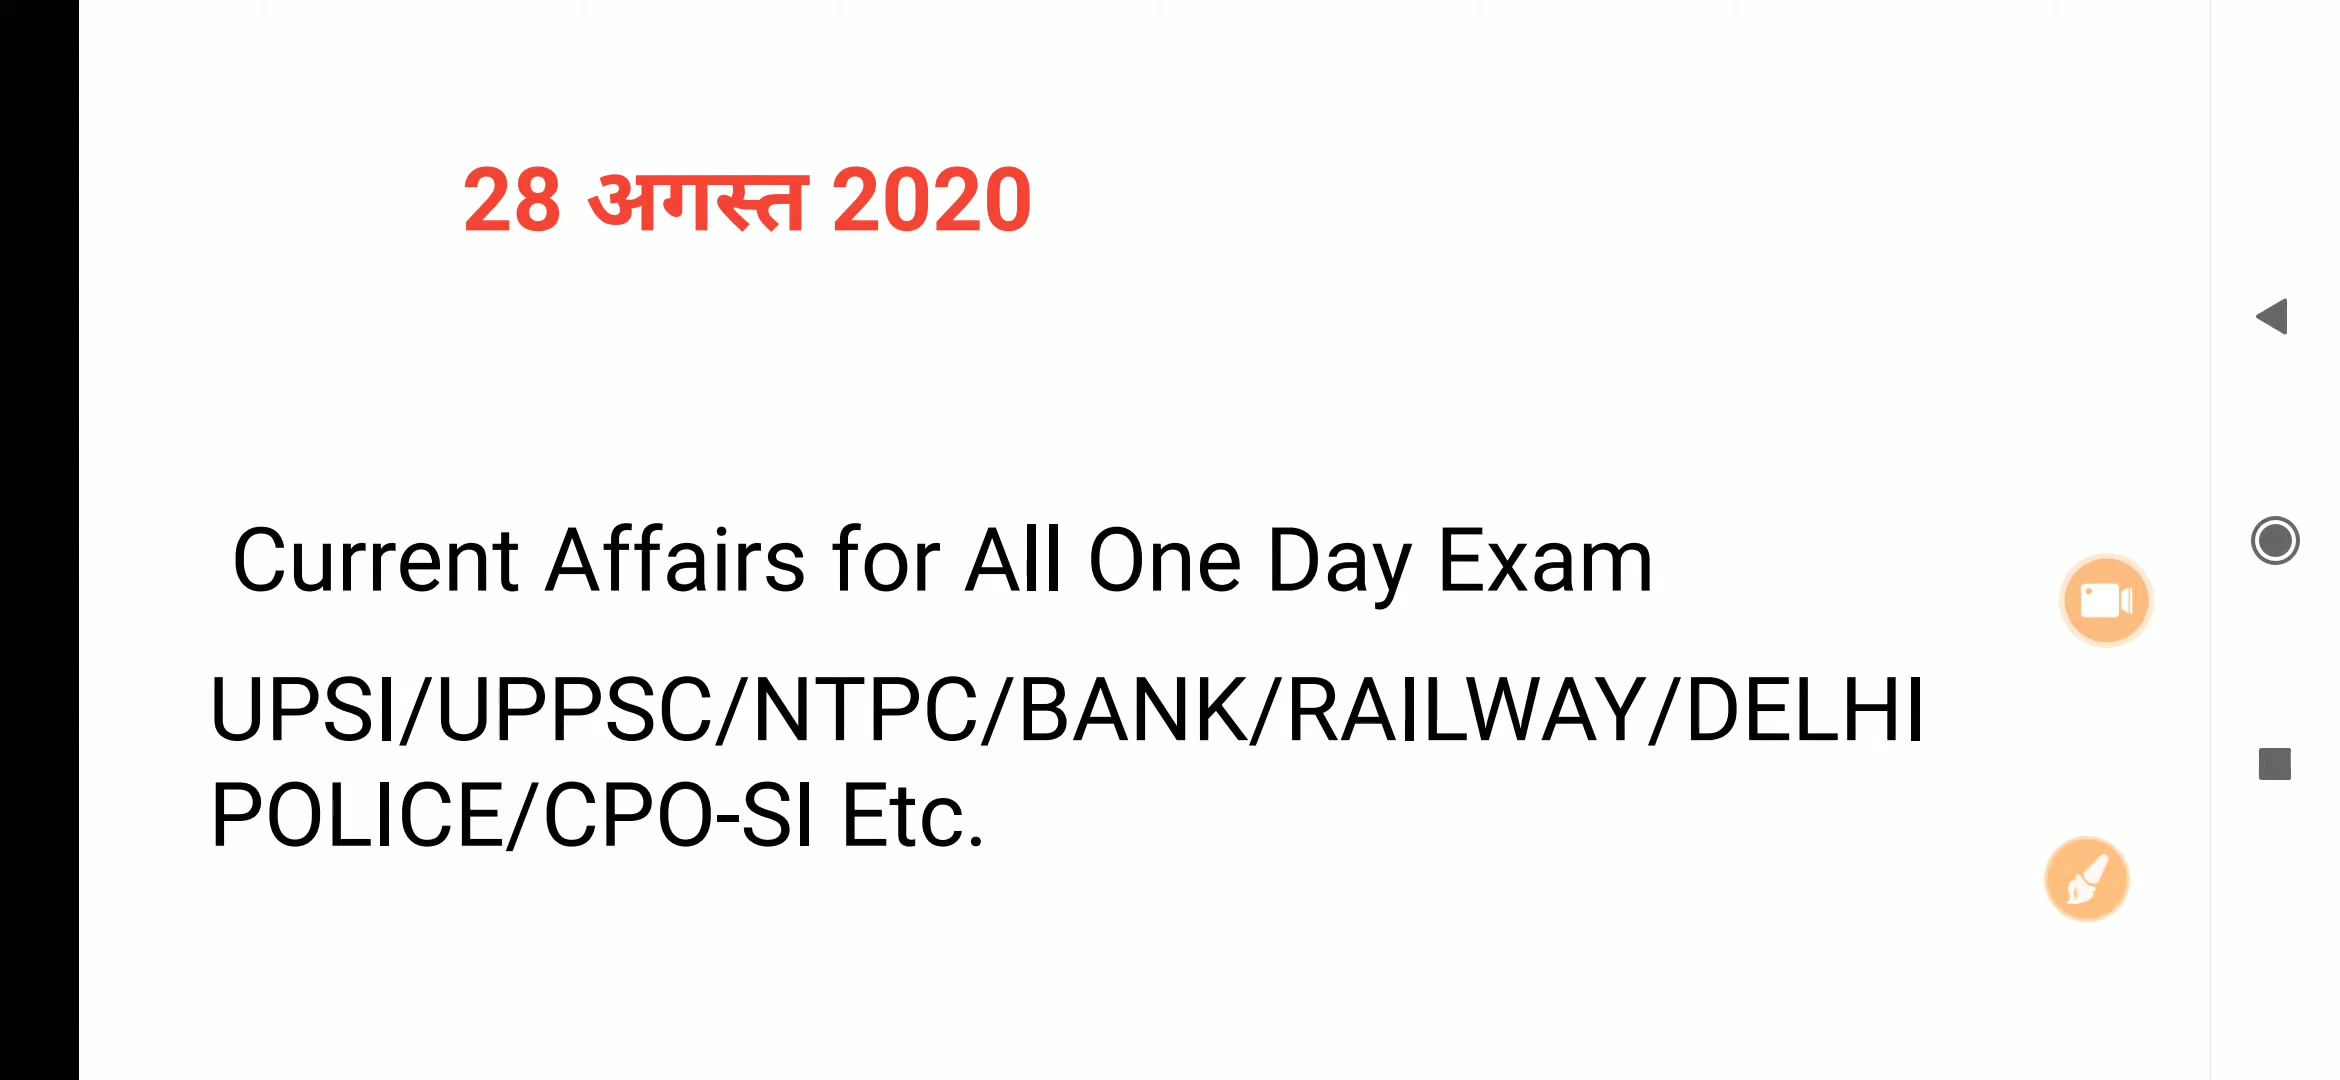 28 अगस्त 2020
Current Affairs for All One Day Exam
UPSI/UPPSC/NTPC/BANK/RAILWAY/DELHI
POLICE/CPO-SI Etc.